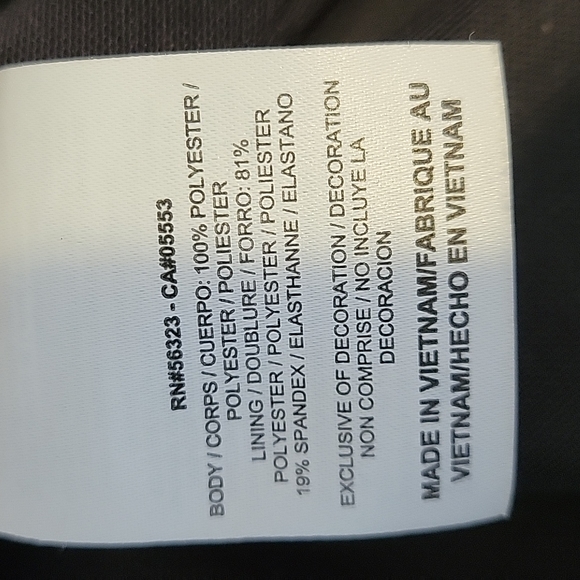 RN#56323 - CA#05553
BODY / CORPS / CUERPO: 100% POLYESTER /
POLYESTER / POLIESTER
LINING / DOUBLURE / FORRO: 81%
POLYESTER / POLYESTER / POLIESTER
19% SPANDEX / ELASTHANNE / ELASTANO
EXCLUSIVE OF DECORATION / DECORATION
NON COMPRISE / NO INCLUYE LA
DECORACION
MADE IN VIETNAM/FABRIQUE AU
VIETNAM/HECHO EN VIETNAM